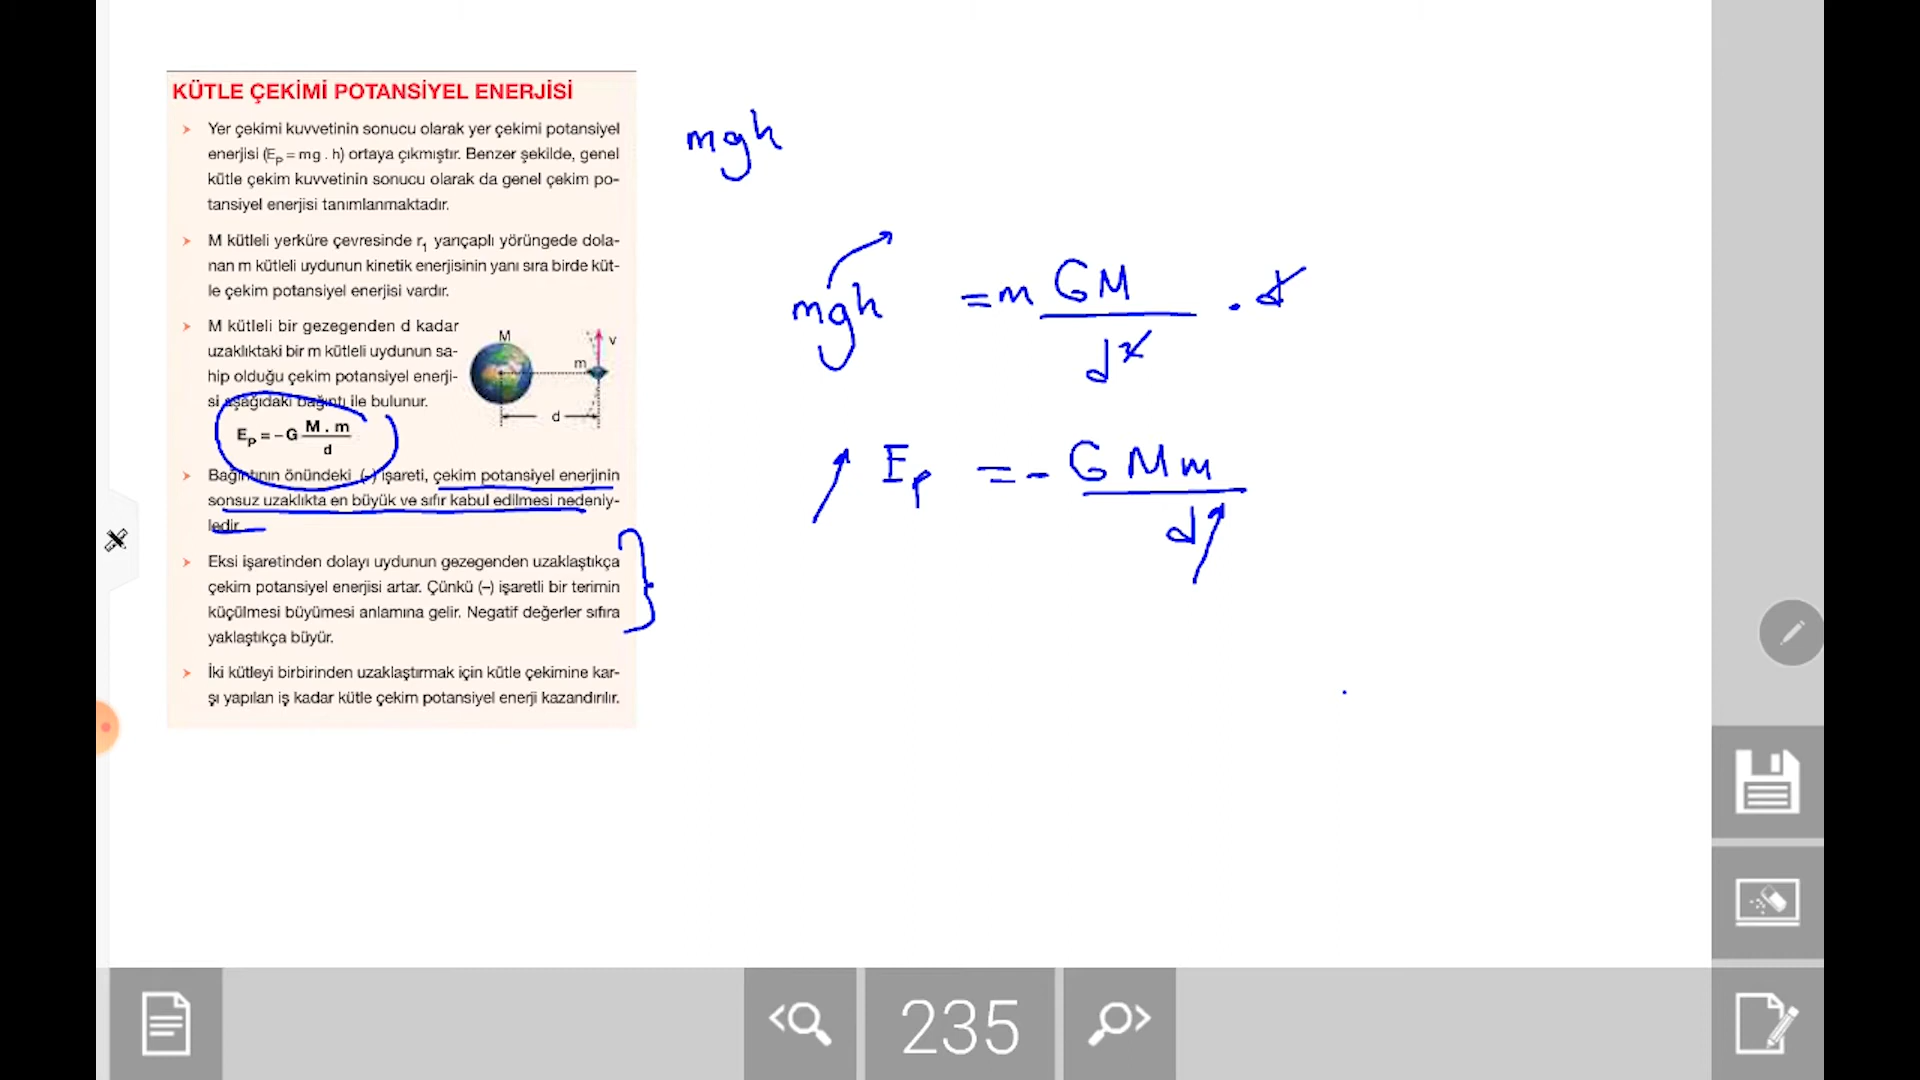 KÜTLE ÇEKİMİ POTANSİYEL ENERJİSİ
Yer çekimi kuvvetinin sonucu olarak yer çekimi potansiyel
enerjisi (Ep = mg . h) ortaya çıkmıştır. Benzer şekilde, genel
kütle çekim kuvvetinin sonucu olarak da genel çekim po-
tansiyel enerjisi tanımlanmaktadır.
M kütleli yerküre çevresinde r1 yarıçaplı yörüngede dola-
nan m kütleli uydunun kinetik enerjisinin yanı sıra birde küt-
le çekim potansiyel enerjisi vardır.
M kütleli bir gezegenden d kadar
uzaklıktaki bir m kütleli uydunun sa-
hip olduğu çekim potansiyel enerji-
si aşağıdaki bağıntı ile bulunur.
M
m
v
d
Ep = –G M . m / d
Bağıntının önündeki (–) işareti, çekim potansiyel enerjinin
sonsuz uzaklıkta en büyük ve sıfır kabul edilmesi nedeniy-
ledir.
Eksi işaretinden dolayı uydunun gezegenden uzaklaştıkça
çekim potansiyel enerjisi artar. Çünkü (–) işaretli bir terimin
küçülmesi büyümesi anlamına gelir. Negatif değerler sıfıra
yaklaştıkça büyür.
İki kütleyi birbirinden uzaklaştırmak için kütle çekimine kar-
şı yapılan iş kadar kütle çekim potansiyel enerji kazandırılır.
mgh
mgh = m GM / d² . d
Ep = - G M m / d
235